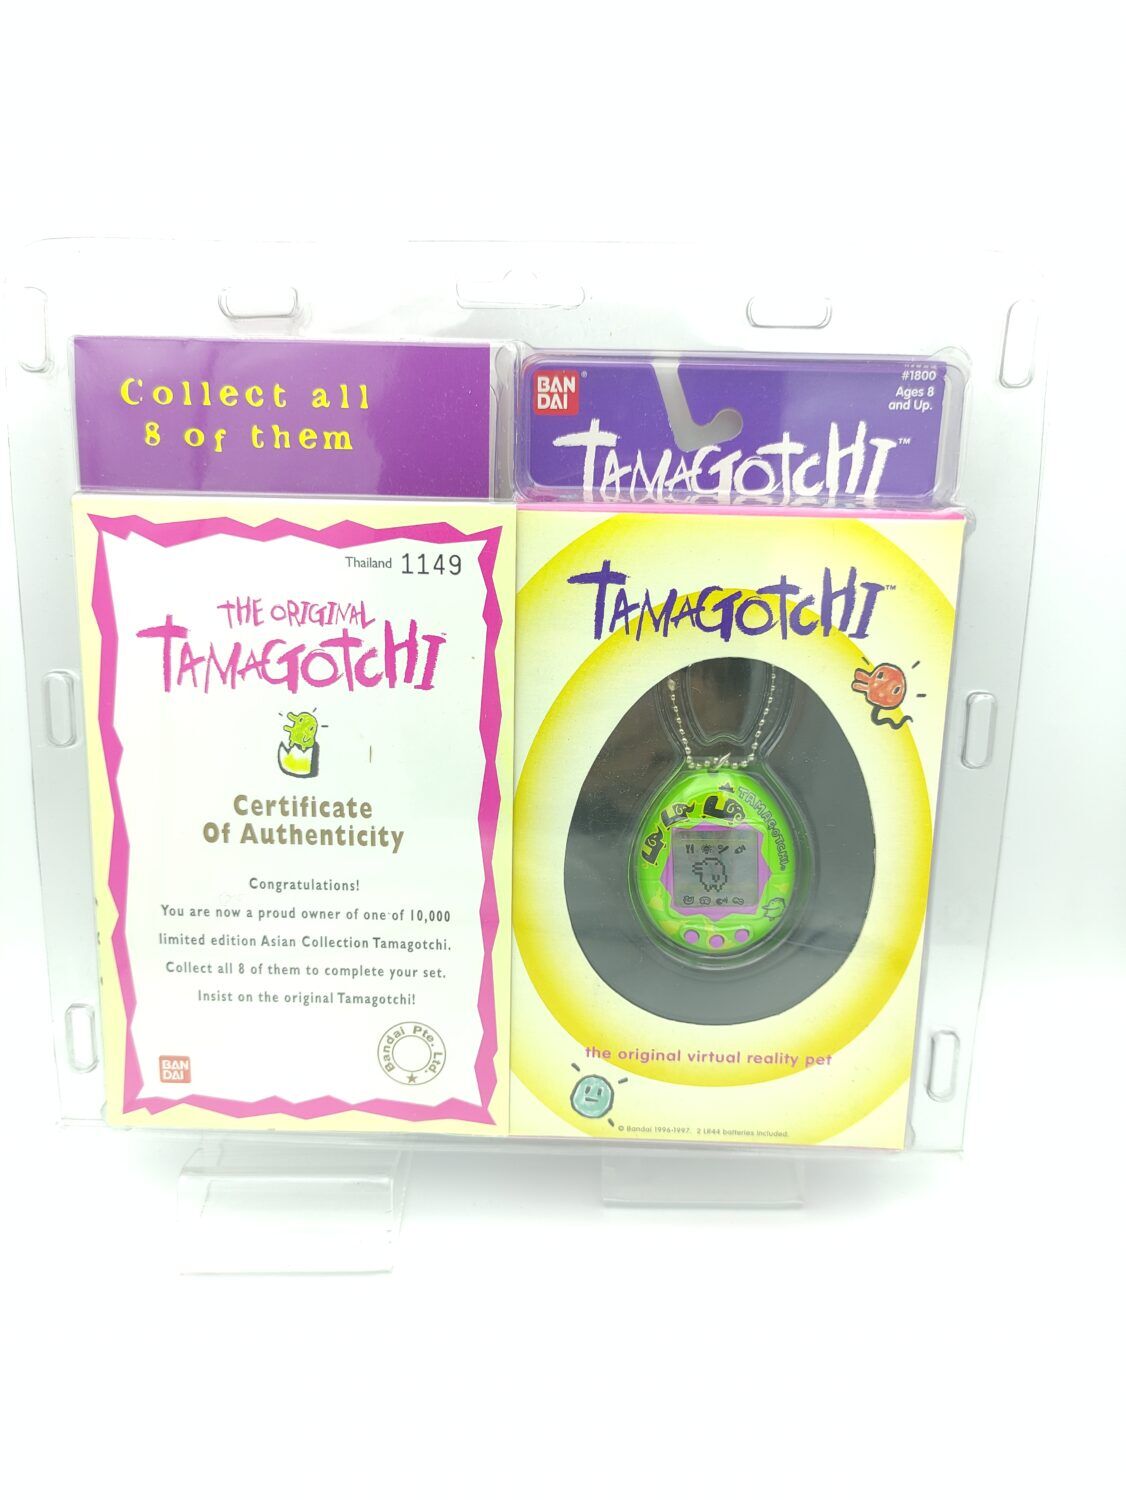 Collect all
8 of them
Thailand 1149
THE ORIGINAL
TAMAGOTCHI
Certificate
Of Authenticity
Congratulations!
You are now a proud owner of one of 10,000
limited edition Asian Collection Tamagotchi.
Collect all 8 of them to complete your set.
Insist on the original Tamagotchi!
BAN
DAI
Bandai Pte. Ltd.
BAN
DAI ®
#1800
Ages 8
and Up.
TAMAGOTCHI™
TAMAGOTCHI™
TAMAGOTCHI
the original virtual reality pet
© Bandai 1996-1997. 2 LR44 batteries included.